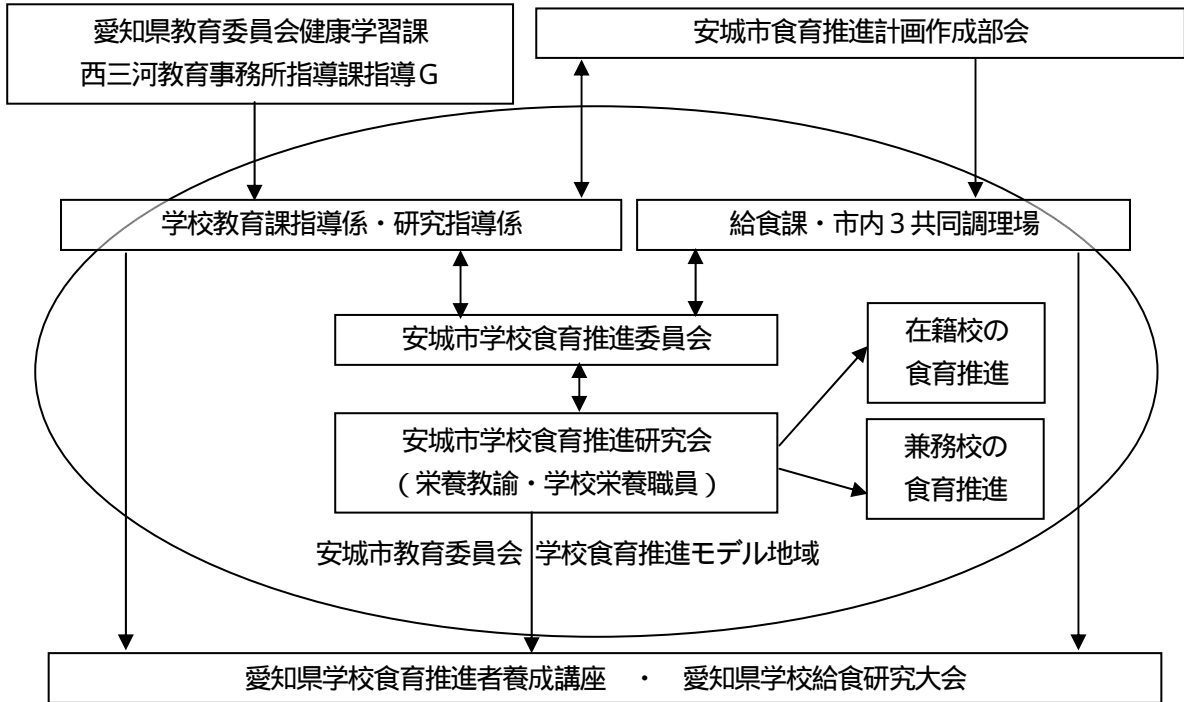 愛知県教育委員会健康学習課
西三河教育事務所指導課指導G
安城市食育推進計画作成部会
学校教育課指導係・研究指導係
給食課・市内3共同調理場
安城市学校食育推進委員会
在籍校の
食育推進
安城市学校食育推進研究会
(栄養教諭・学校栄養職員)
兼務校の
食育推進
安城市教育委員会 学校食育推進モデル地域
愛知県学校食育推進者養成講座 ・ 愛知県学校給食研究大会